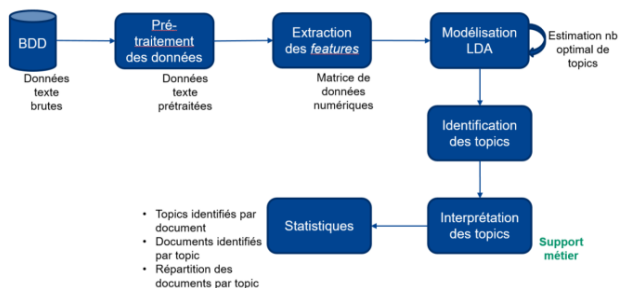 BDD
Données
texte
brutes
Pré-
traitement
des données
Données
texte
prétraitées
Extraction
des features
Matrice de
données
numériques
Modélisation
LDA
Estimation nb
optimal de
topics
Identification
des topics
Interprétation
des topics
Support
métier
Statistiques
• Topics identifiés par
document
• Documents identifiés
par topic
• Répartition des
documents par topic